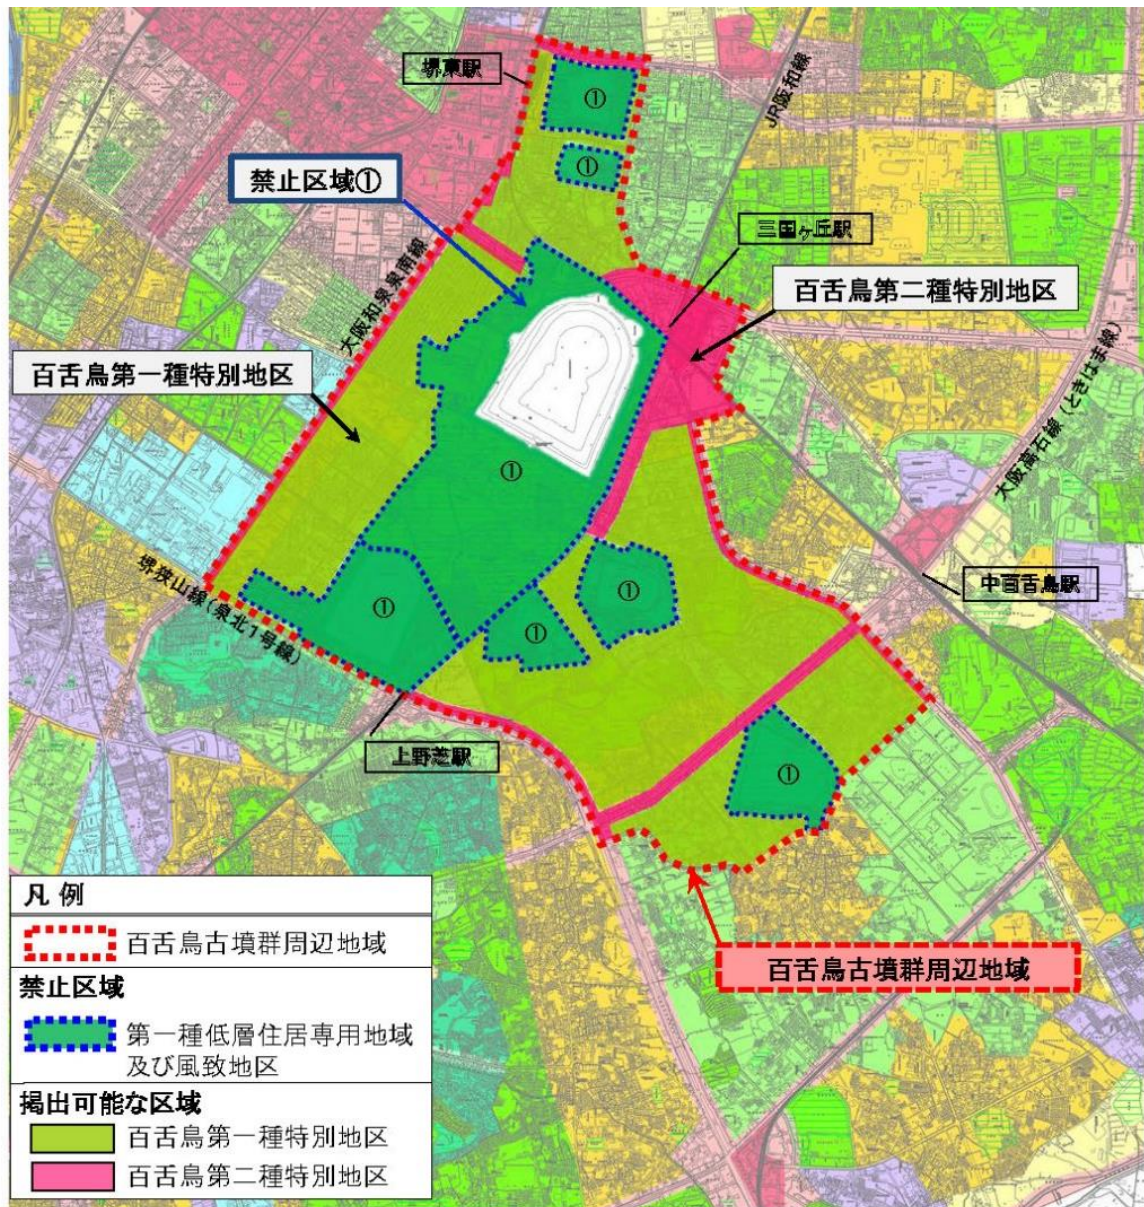 堺東駅
①
JR阪和線
①
禁止区域①
三国ヶ丘駅
大阪和泉泉南線
百舌鳥第二種特別地区
百舌鳥第一種特別地区
大阪高石線(ときはま線)
①
堺狭山線(泉北1号線)
中百舌鳥駅
①
①
①
上野芝駅
①
凡 例
百舌鳥古墳群周辺地域
禁止区域
第一種低層住居専用地域
及び風致地区
掲出可能な区域
百舌鳥第一種特別地区
百舌鳥第二種特別地区
百舌鳥古墳群周辺地域